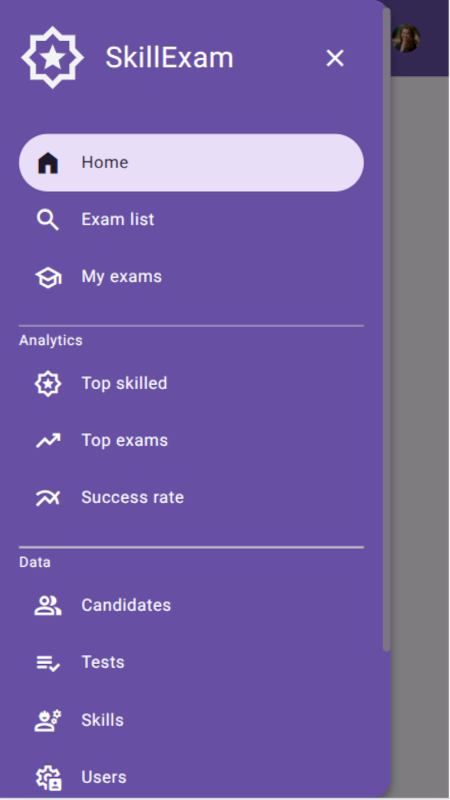 SkillExam
Home
Exam list
My exams
Analytics
Top skilled
Top exams
Success rate
Data
Candidates
Tests
Skills
Users